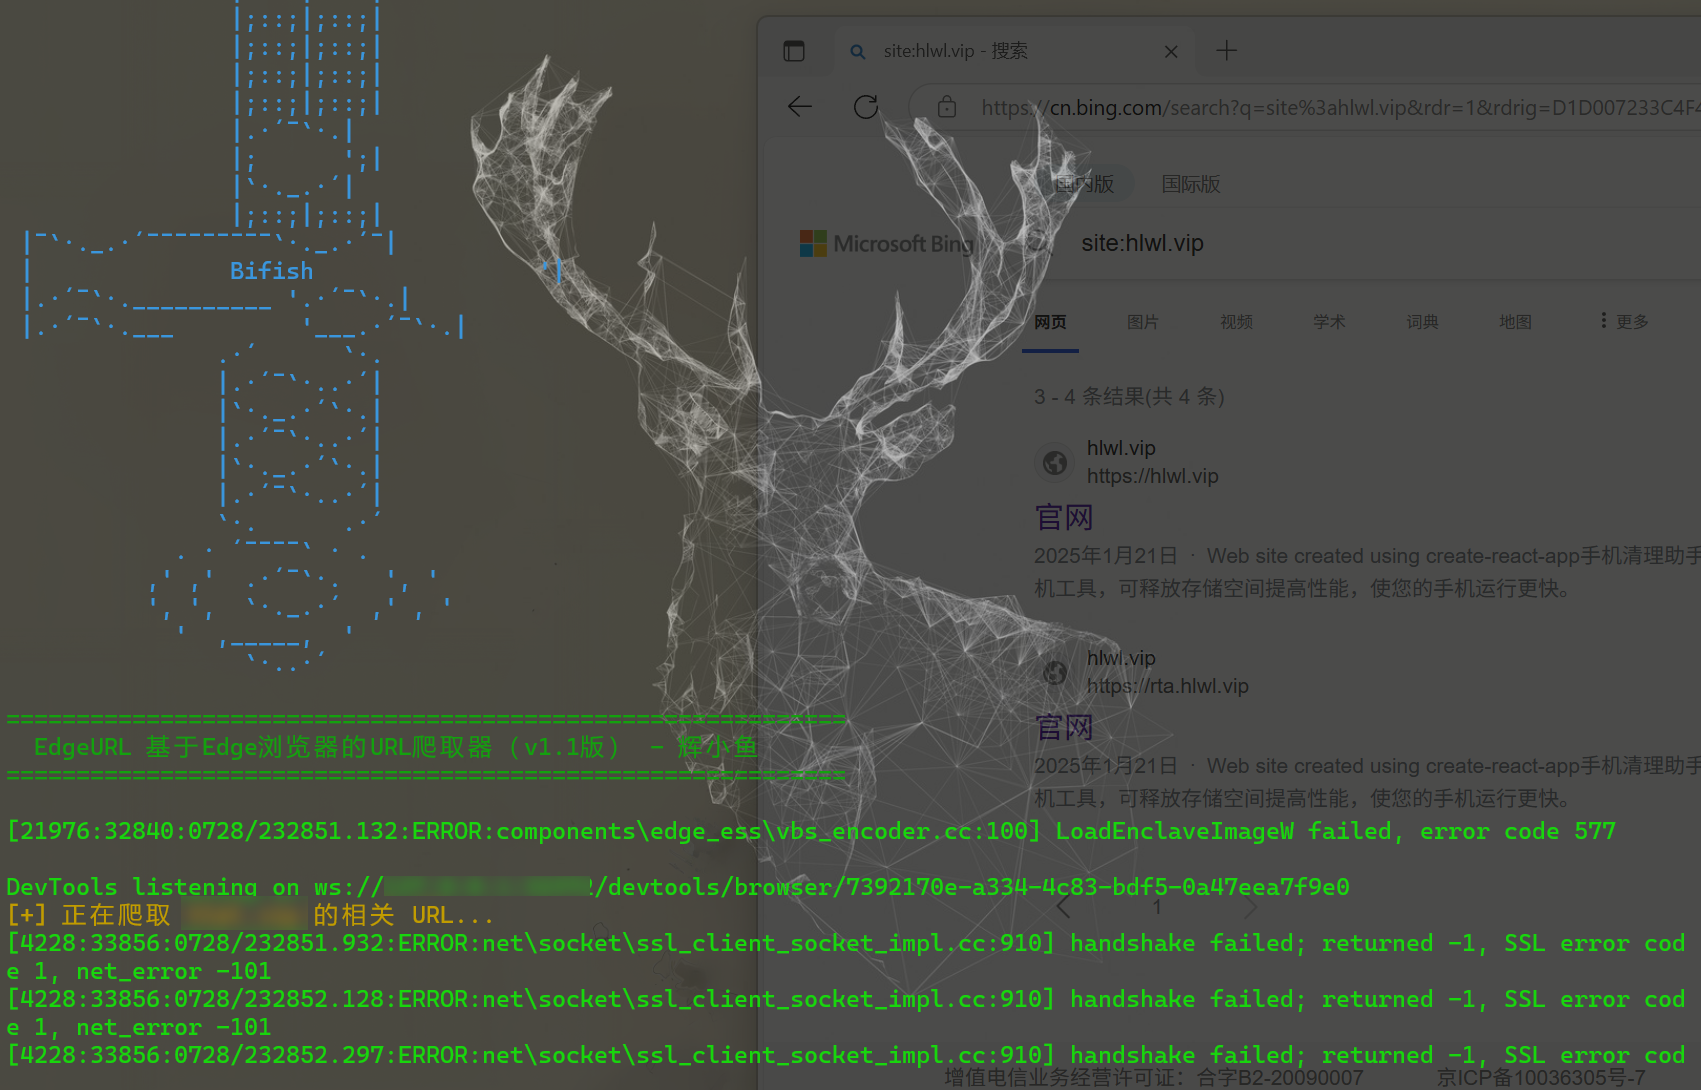 site:hlwl.vip - 搜索
https://cn.bing.com/search?q=site%3ahlwl.vip&rdr=1&rdrig=D1D007233C4F4
国内版 国际版
Microsoft Bing
site:hlwl.vip
Bifish
网页 图片 视频 学术 词典 地图 更多
3 - 4 条结果(共 4 条)
hlwl.vip
https://hlwl.vip
官网
2025年1月21日 · Web site created using create-react-app手机清理助手
机工具，可释放存储空间提高性能，使您的手机运行更快。
hlwl.vip
https://rta.hlwl.vip
官网
2025年1月21日 · Web site created using create-react-app手机清理助手
机工具，可释放存储空间提高性能，使您的手机运行更快。
EdgeURL 基于Edge浏览器的URL爬取器 (v1.1版) - 辉小鱼
[21976:32840:0728/232851.132:ERROR:components\edge_ess\vbs_encoder.cc:100] LoadEnclaveImageW failed, error code 577
DevTools listening on ws://2/devtools/browser/7392170e-a334-4c83-bdf5-0a47eea7f9e0
[+] 正在爬取 的相关 URL...
1
[4228:33856:0728/232851.932:ERROR:net\socket\ssl_client_socket_impl.cc:910] handshake failed; returned -1, SSL error cod
e 1, net_error -101
[4228:33856:0728/232852.128:ERROR:net\socket\ssl_client_socket_impl.cc:910] handshake failed; returned -1, SSL error cod
e 1, net_error -101
[4228:33856:0728/232852.297:ERROR:net\socket\ssl_client_socket_impl.cc:910] handshake failed; returned -1, SSL error cod
增值电信业务经营许可证：合字B2-20090007 京ICP备10036305号-7